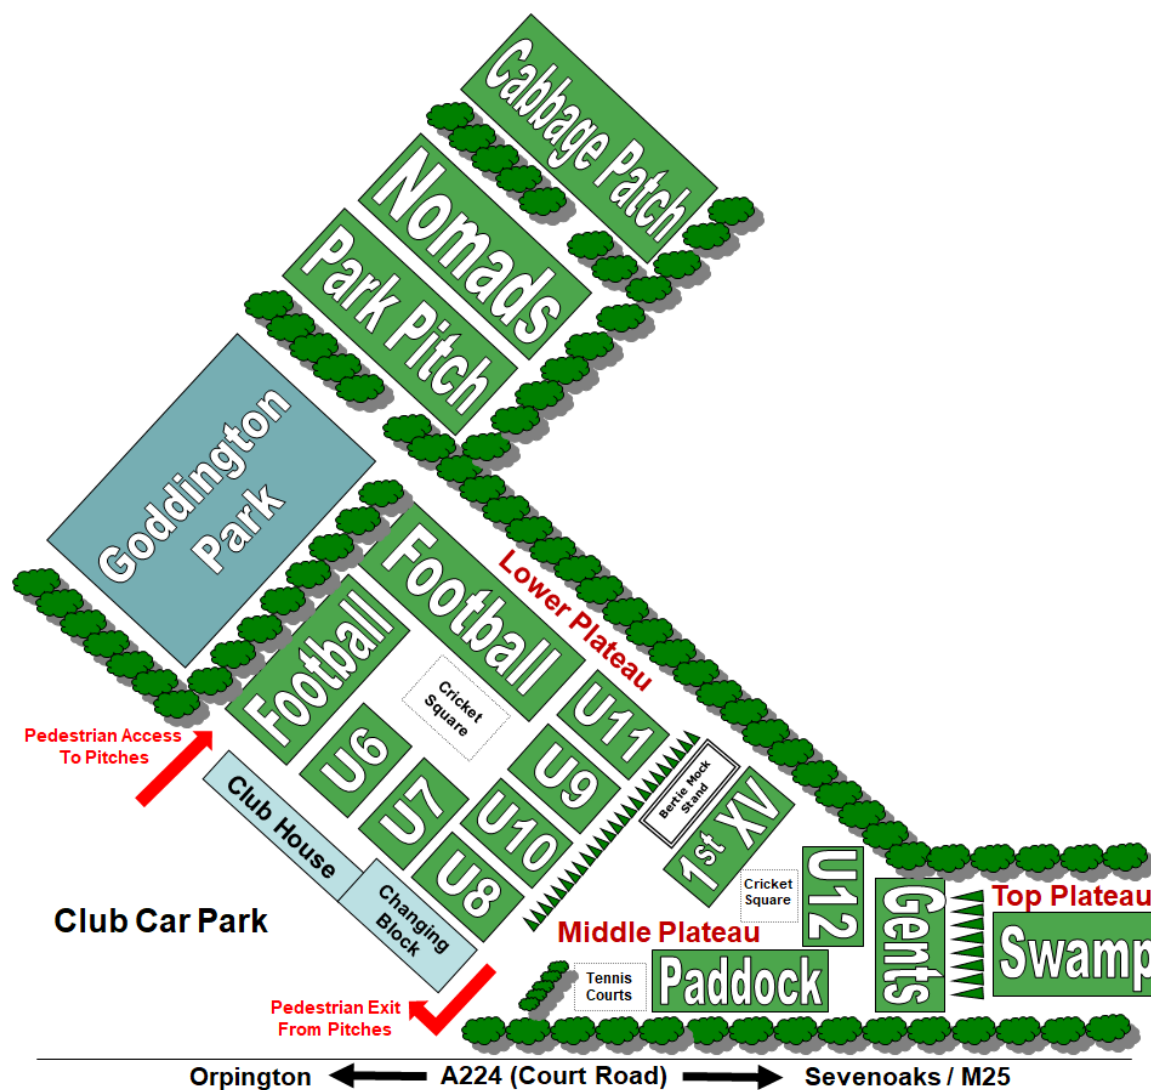 Cabbage Patch
Nomads
Park Pitch
Goddington
Park
Lower Plateau
Football
Football
Cricket
Square
U11
U9
U6
U7
U10
U8
Pedestrian Access
To Pitches
Club House
Changing
Block
Club Car Park
Bertie Mock
Stand
1st XV
Cricket
Square
U12
Gents
Top Plateau
Swamp
Middle Plateau
Tennis
Courts
Paddock
Pedestrian Exit
From Pitches
Orpington
A224 (Court Road)
Sevenoaks / M25